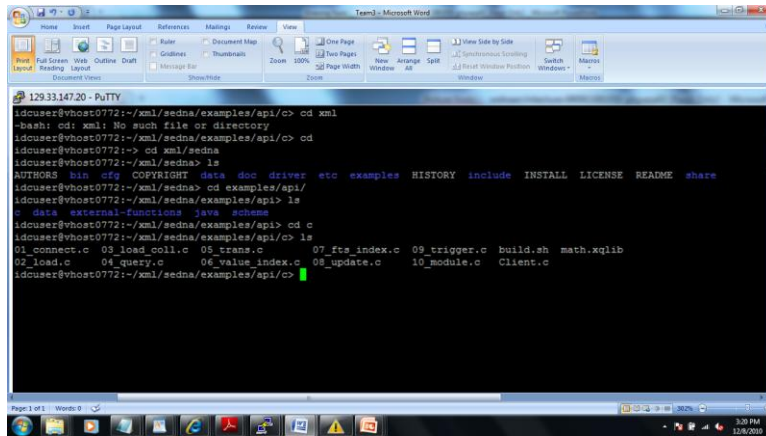 Team3 - Microsoft Word
Home Insert Page Layout References Mailings Review View
Ruler Document Map One Page View Side by Side
Gridlines Thumbnails Two Pages Synchronous Scrolling
Message Bar Page Width Reset Window Position
Print Layout Full Screen Reading Web Layout Outline Draft Zoom 100% New Window Arrange All Split Switch Windows Macros
Document Views Show/Hide Zoom Window Macros
129.33.147.20 - PuTTY
idcuser@vhost0772:~/xml/sedna/examples/api/c> cd xml
-bash: cd: xml: No such file or directory
idcuser@vhost0772:~/xml/sedna/examples/api/c> cd
idcuser@vhost0772:~> cd xml/sedna
idcuser@vhost0772:~/xml/sedna> ls
AUTHORS bin cfg COPYRIGHT data doc driver etc examples HISTORY include INSTALL LICENSE README share
idcuser@vhost0772:~/xml/sedna> cd examples/api/
idcuser@vhost0772:~/xml/sedna/examples/api> ls
c data external-functions java scheme
idcuser@vhost0772:~/xml/sedna/examples/api> cd c
idcuser@vhost0772:~/xml/sedna/examples/api/c> ls
01_connect.c 03_load_coll.c 05_trans.c 07_fts_index.c 09_trigger.c build.sh math.xqlib
02_load.c 04_query.c 06_value_index.c 08_update.c 10_module.c Client.c
idcuser@vhost0772:~/xml/sedna/examples/api/c>
Page: 1 of 1 Words: 0 302%
3:20 PM
12/8/2010